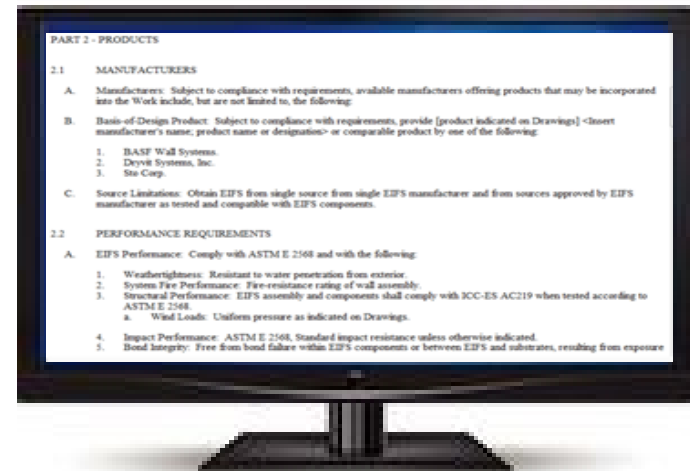 PART 2 - PRODUCTS
2.1 MANUFACTURERS
A. Manufacturers: Subject to compliance with requirements, available manufacturers offering products that may be incorporated
into the Work include, but are not limited to, the following:
B. Basis-of-Design Product: Subject to compliance with requirements, provide [product indicated on Drawings] <Insert
manufacturer's name; product name or designation> or comparable product by one of the following:
1. BASF Wall Systems.
2. Dryvit Systems, Inc.
3. Sto Corp.
C. Source Limitations: Obtain EIFS from single source from single EIFS manufacturer and from sources approved by EIFS
manufacturer as tested and compatible with EIFS components.
2.2 PERFORMANCE REQUIREMENTS
A. EIFS Performance: Comply with ASTM E 2568 and with the following:
1. Weathertightness: Resistant to water penetration from exterior.
2. System Fire Performance: Fire-resistance rating of wall assembly.
3. Structural Performance: EIFS assembly and components shall comply with ICC-ES AC219 when tested according to
ASTM E 2568.
a. Wind Loads: Uniform pressure as indicated on Drawings.
4. Impact Performance: ASTM E 2568, Standard impact resistance unless otherwise indicated.
5. Bond Integrity: Free from bond failure within EIFS components or between EIFS and substrates, resulting from exposure